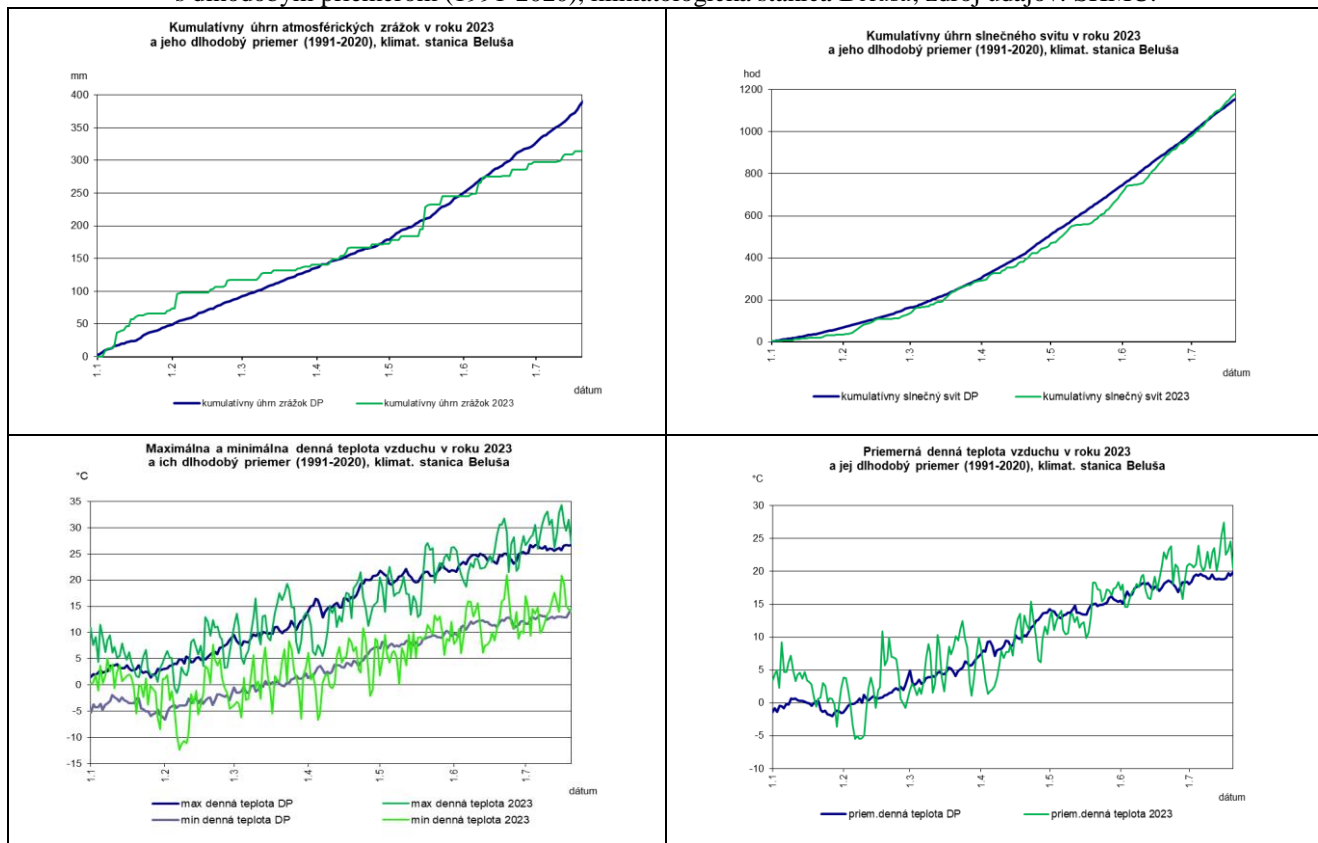 s dlhodobým priemerom (1991-2020), klimatologická stanica Beluša, zdroj údajov: SHMÚ.
Kumulatívny úhrn atmosférických zrážok v roku 2023
a jeho dlhodobý priemer (1991-2020), klimat. stanica Beluša
mm
400
350
300
250
200
150
100
50
0
1.1
1.2
1.3
1.4
1.5
1.6
1.7
dátum
kumulatívny úhrn zrážok DP
kumulatívny úhrn zrážok 2023
Kumulatívny úhrn slnečného svitu v roku 2023
a jeho dlhodobý priemer (1991-2020), klimat. stanica Beluša
hod
1200
1000
800
600
400
200
0
1.1
1.2
1.3
1.4
1.5
1.6
1.7
dátum
kumulatívny slnečný svit DP
kumulatívny slnečný svit 2023
Maximálna a minimálna denná teplota vzduchu v roku 2023
a ich dlhodobý priemer (1991-2020), klimat. stanica Beluša
°C
35
30
25
20
15
10
5
0
-5
-10
-15
1.1
1.2
1.3
1.4
1.5
1.6
1.7
dátum
max denná teplota DP
max denná teplota 2023
min denná teplota DP
min denná teplota 2023
Priemerná denná teplota vzduchu v roku 2023
a jej dlhodobý priemer (1991-2020), klimat. stanica Beluša
°C
30
25
20
15
10
5
0
-5
-10
1.1
1.2
1.3
1.4
1.5
1.6
1.7
dátum
priem.denná teplota DP
priem.denná teplota 2023